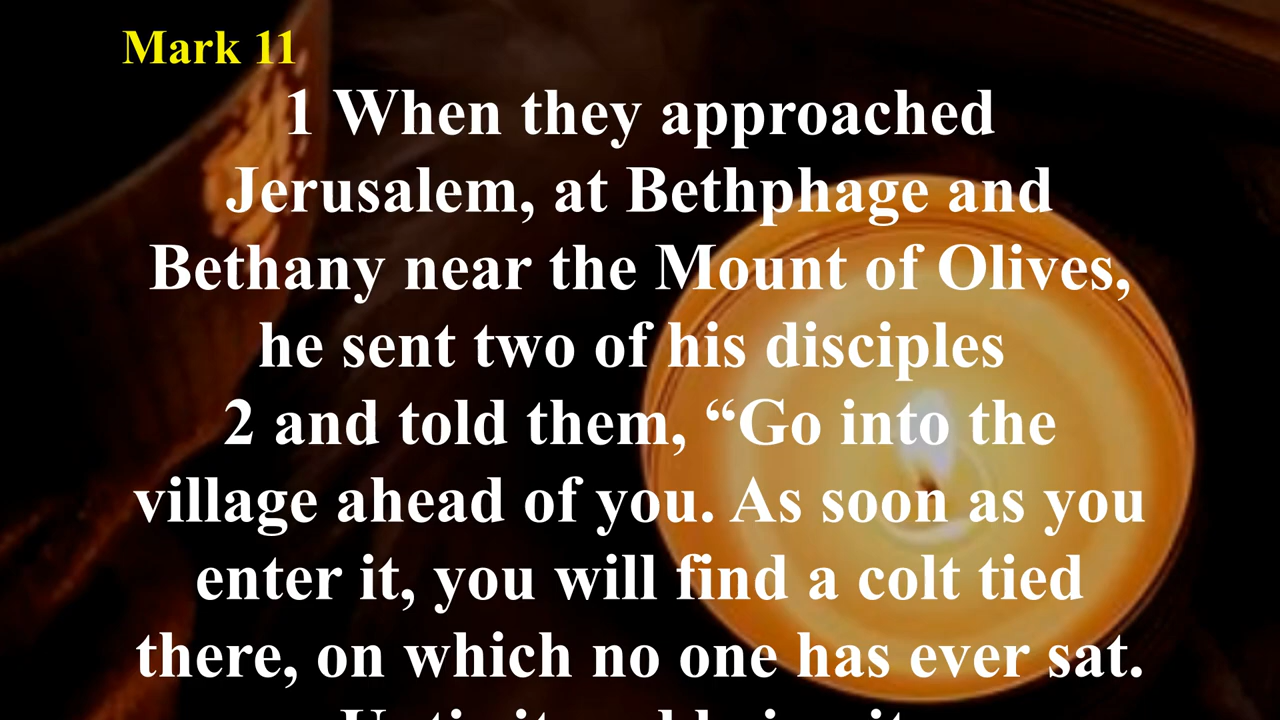 Mark 11
1 When they approached
Jerusalem, at Bethphage and
Bethany near the Mount of Olives,
he sent two of his disciples
2 and told them, “Go into the
village ahead of you. As soon as you
enter it, you will find a colt tied
there, on which no one has ever sat.